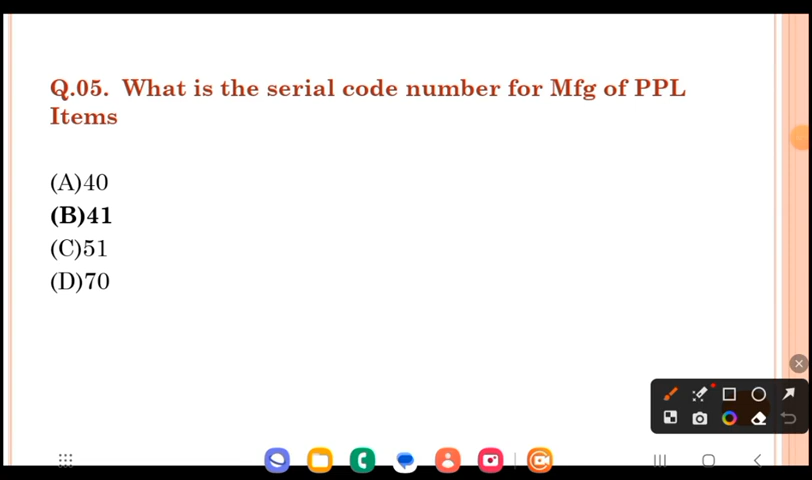 Q.05. What is the serial code number for Mfg of PPL
Items
(A)40
(B)41
(C)51
(D)70